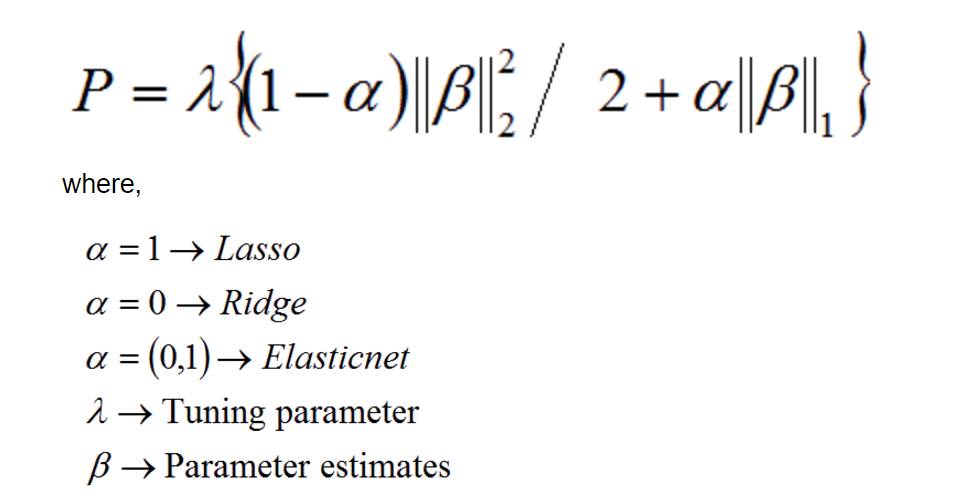 P = λ{(1 − α)‖β‖₂² / 2 + α‖β‖₁}
where,
α = 1 → Lasso
α = 0 → Ridge
α = (0,1) → Elasticnet
λ → Tuning parameter
β → Parameter estimates